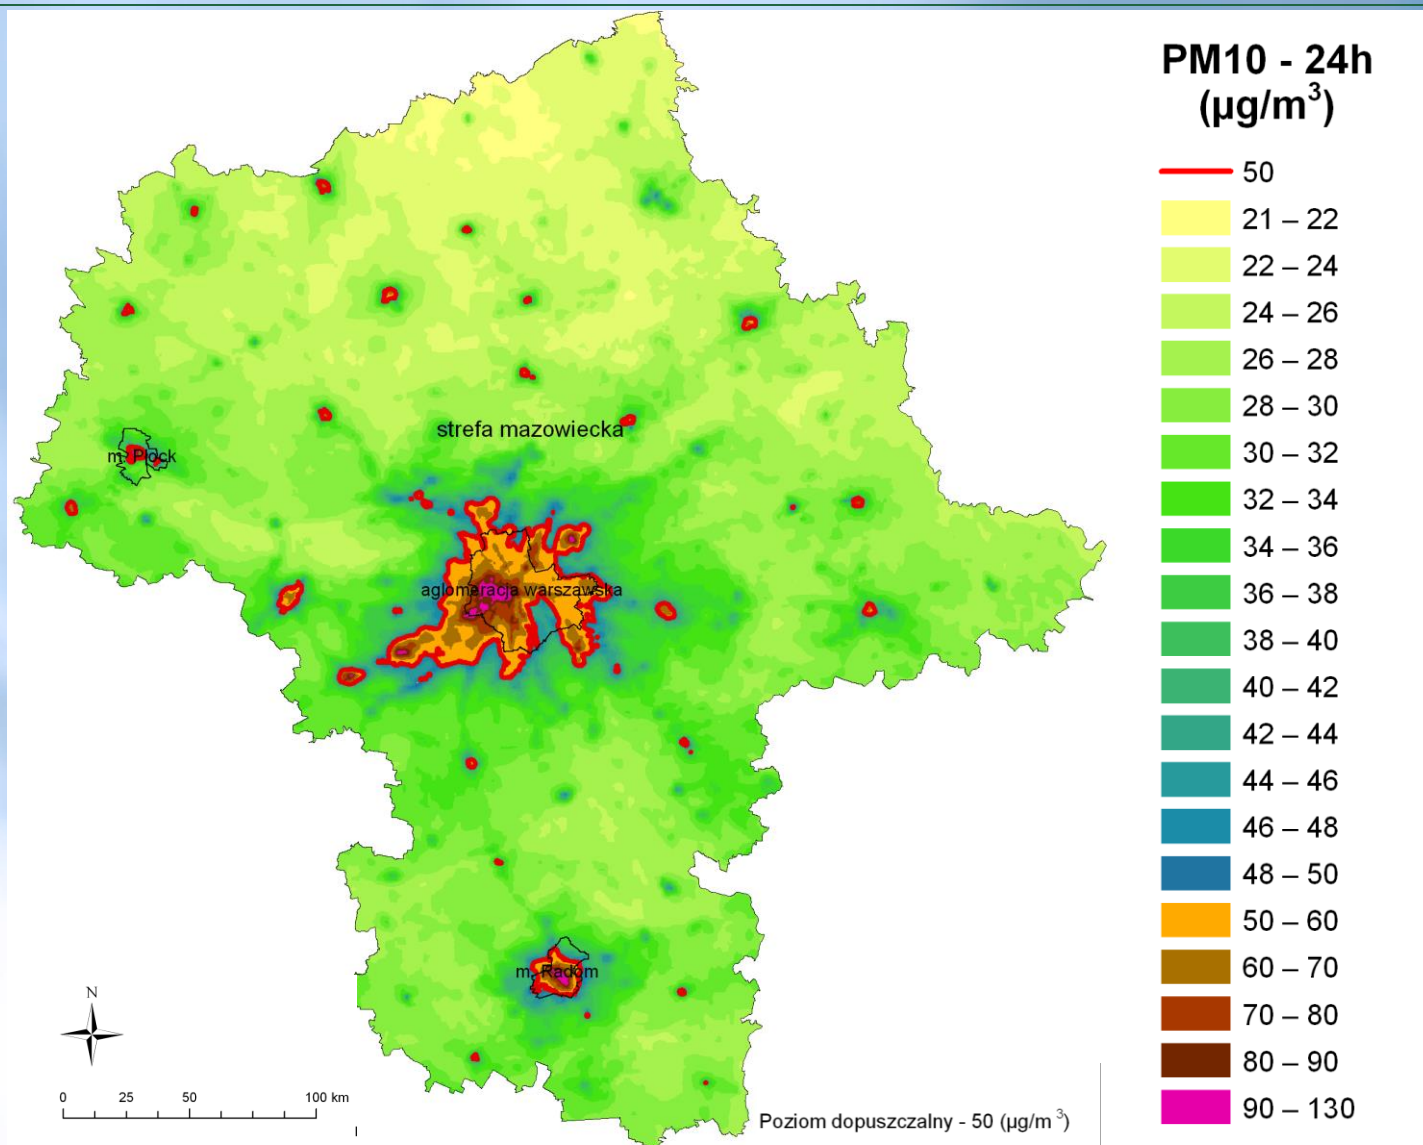 PM10 - 24h
(µg/m³)
50
21 – 22
22 – 24
24 – 26
26 – 28
28 – 30
30 – 32
32 – 34
34 – 36
36 – 38
38 – 40
40 – 42
42 – 44
44 – 46
46 – 48
48 – 50
50 – 60
60 – 70
70 – 80
80 – 90
90 – 130
strefa mazowiecka
m. Płock
aglomeracja warszawska
m. Radom
N
0 25 50 100 km
Poziom dopuszczalny - 50 (µg/m³)